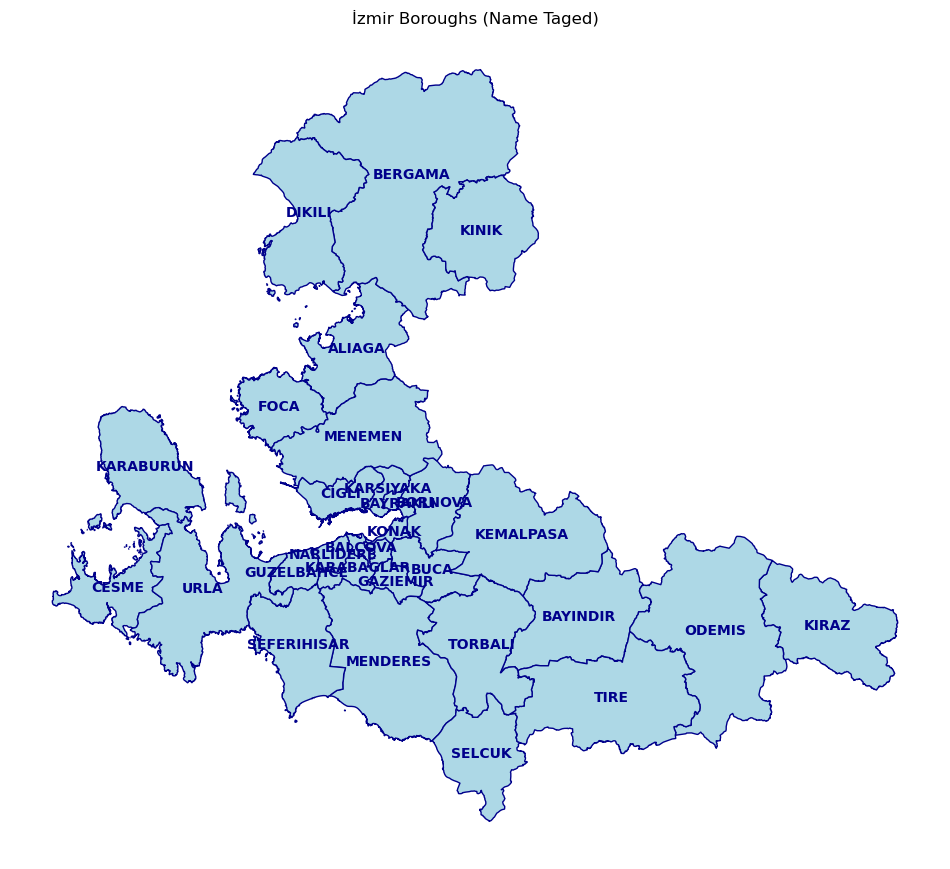 İzmir Boroughs (Name Taged)
BERGAMA
DIKILI
KINIK
ALIAGA
FOCA
MENEMEN
KARABURUN
KARSIYAKA
CIGLI
BAYRAKLI
BORNOVA
KONAK
KEMALPASA
BALCOVA
NARLIDERE
KARABAGLAR
BUCA
GUZELBAHCE
GAZIEMIR
CESME
URLA
BAYINDIR
KIRAZ
ODEMIS
SEFERIHISAR
TORBALI
MENDERES
TIRE
SELCUK